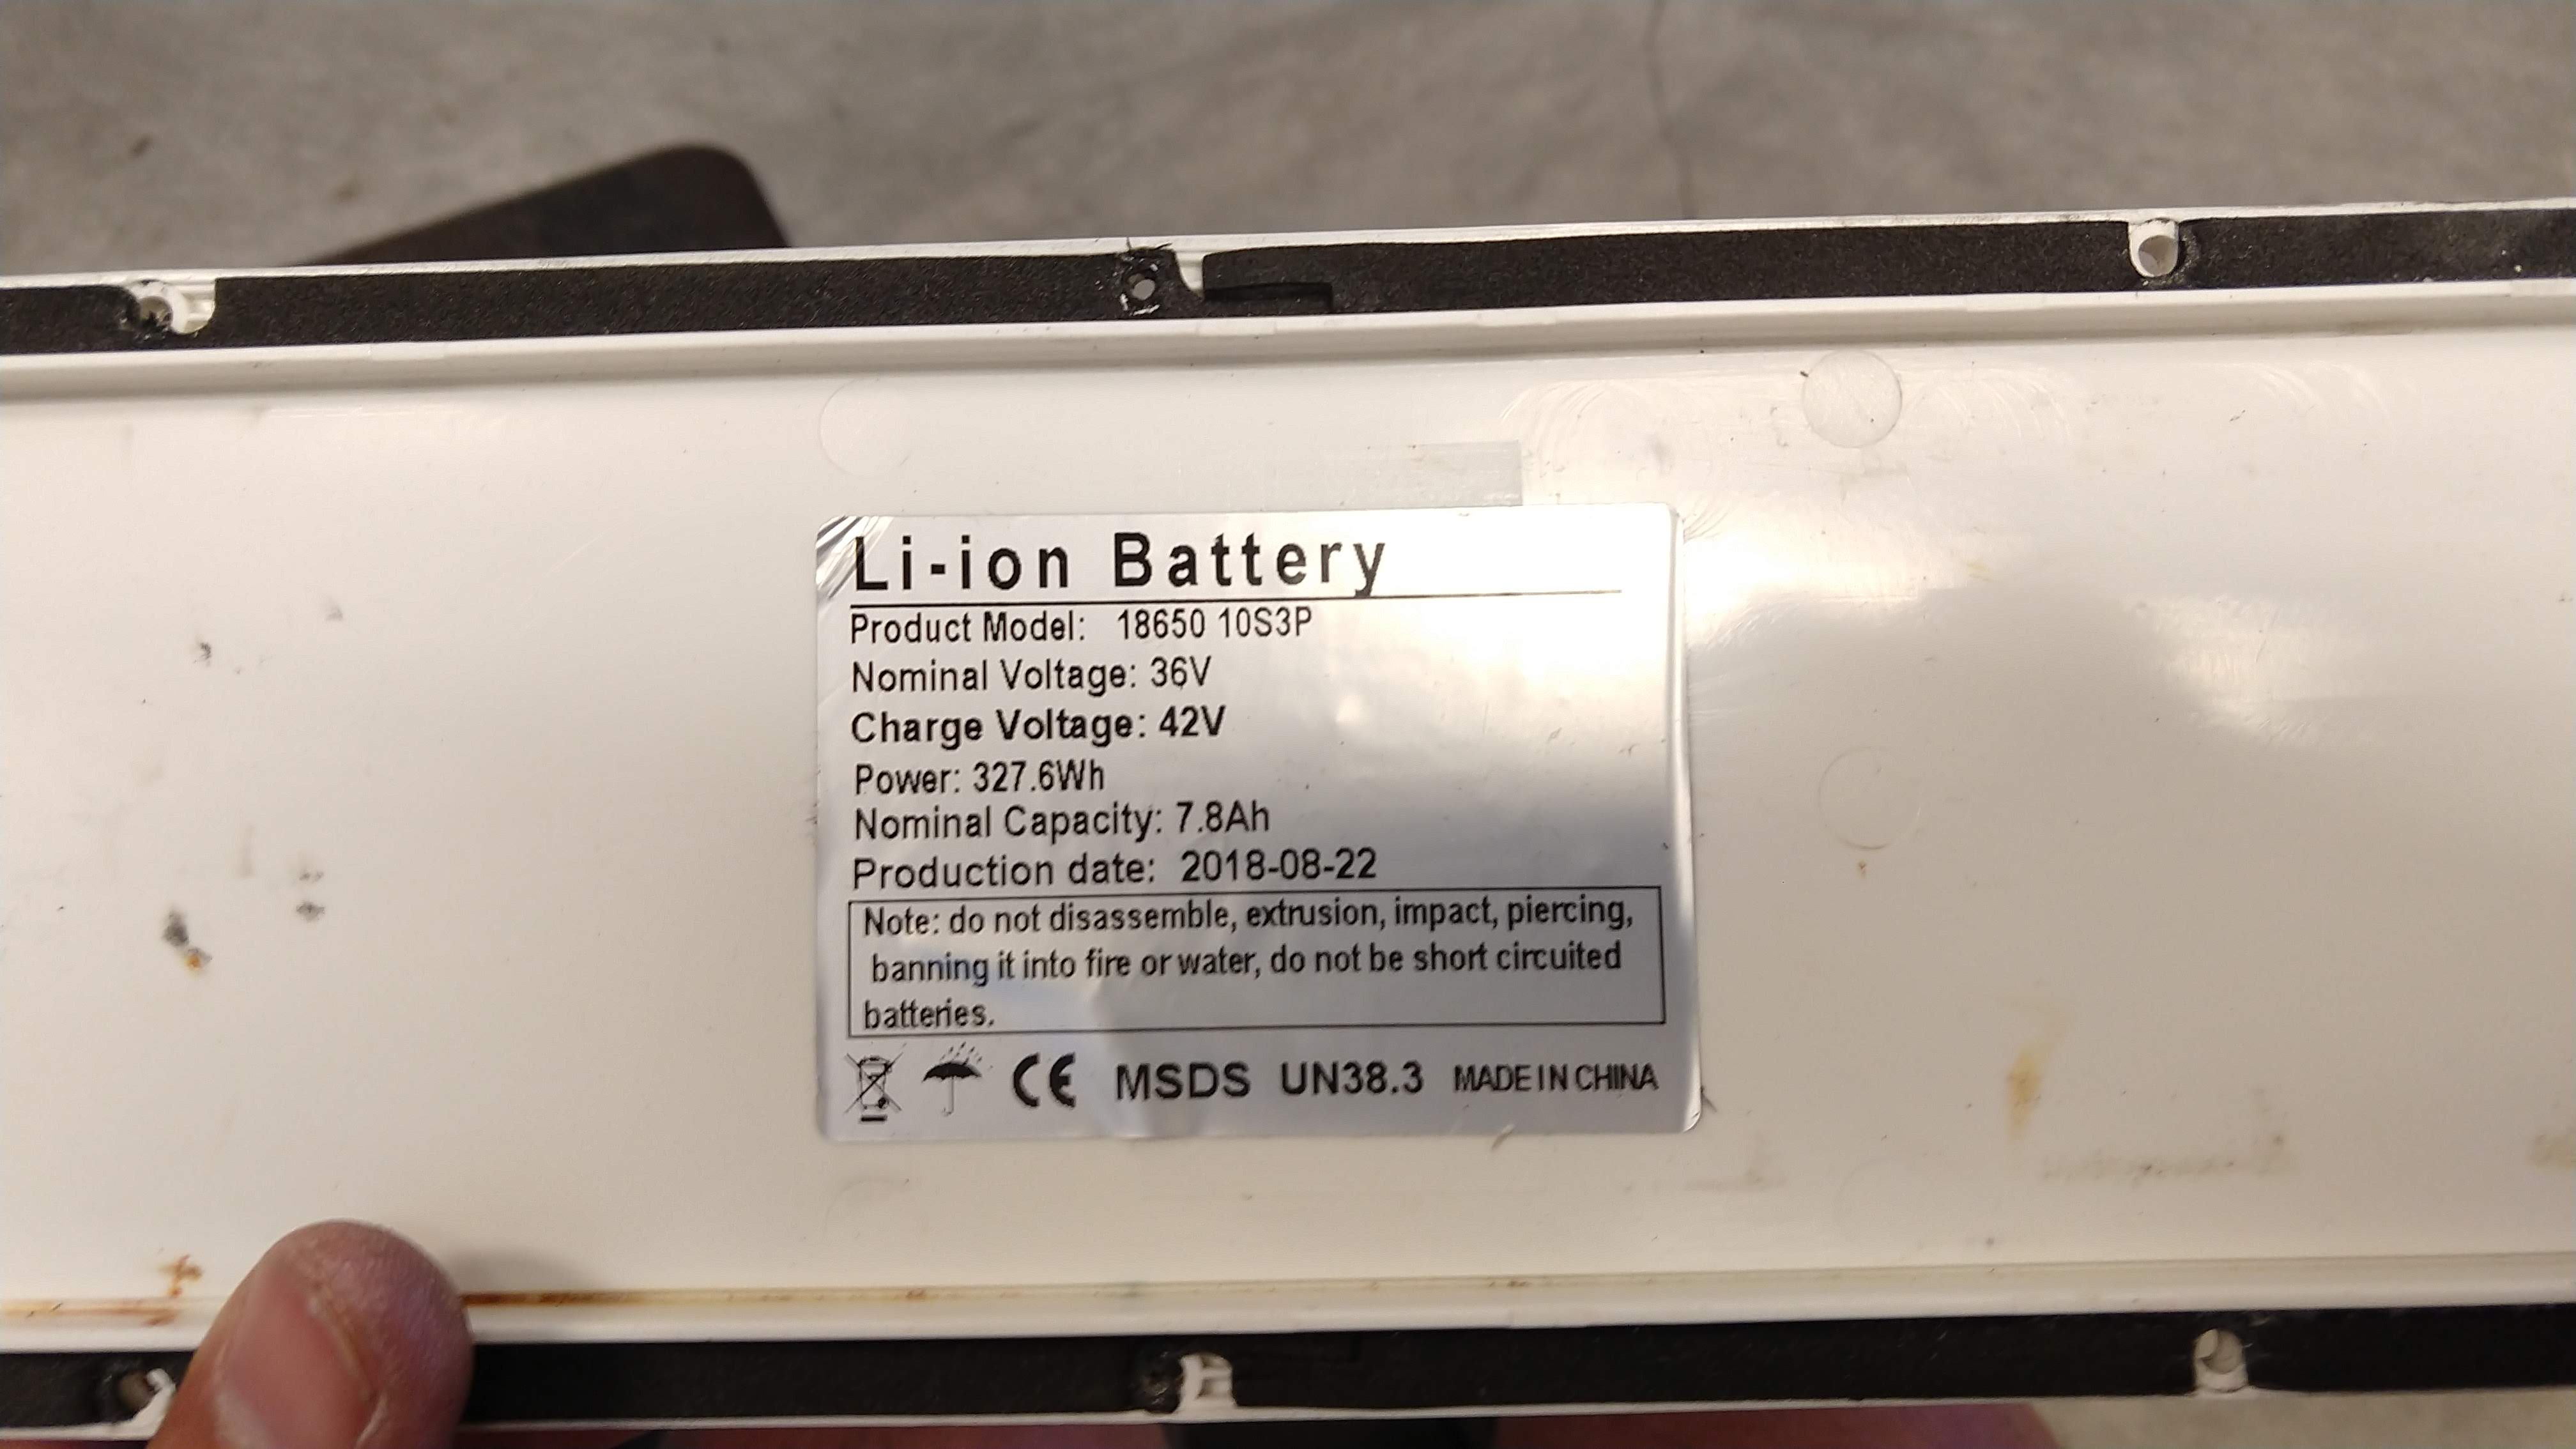 Li-ion Battery
Product Model: 18650 10S3P
Nominal Voltage: 36V
Charge Voltage: 42V
Power: 327.6Wh
Nominal Capacity: 7.8Ah
Production date: 2018-08-22
Note: do not disassemble, extrusion, impact, piercing,
banning it into fire or water, do not be short circuited
batteries.
CE MSDS UN38.3 MADE IN CHINA